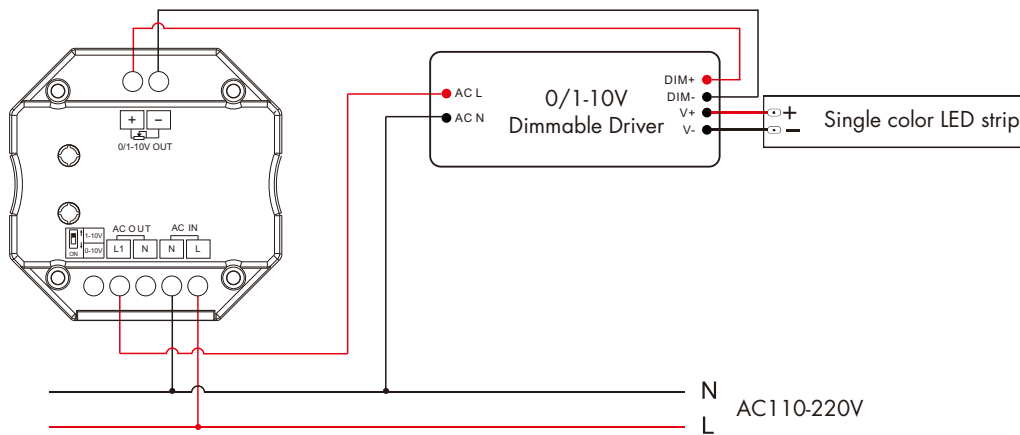 + −
0/1-10V OUT
AC OUT AC IN
L1 N N L
1-10V
0-10V
ON
AC L
AC N
0/1-10V
Dimmable Driver
DIM+
DIM-
V+
V-
+
−
Single color LED strip
N
L
AC110-220V